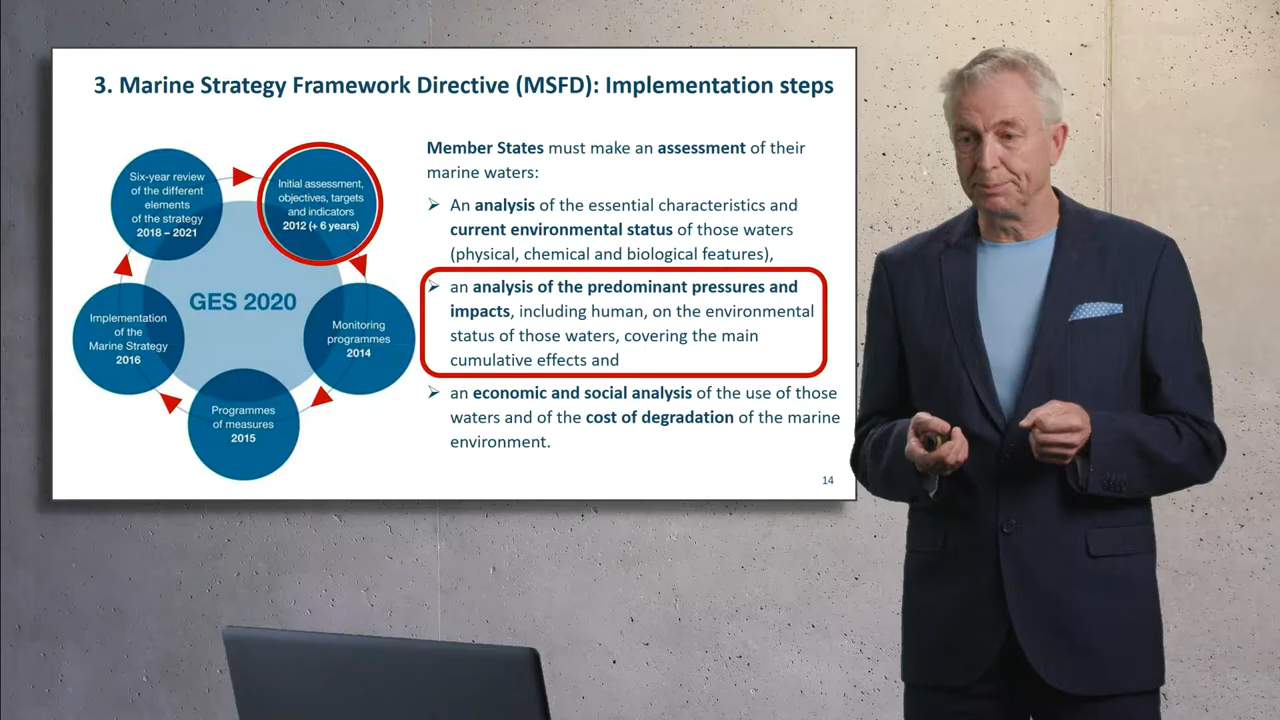 3. Marine Strategy Framework Directive (MSFD): Implementation steps
Six-year review
of the different
elements
of the strategy
2018 – 2021
Initial assessment,
objectives, targets
and indicators
2012 (+ 6 years)
GES 2020
Implementation
of the
Marine Strategy
2016
Monitoring
programmes
2014
Programmes
of measures
2015
Member States must make an assessment of their
marine waters:
➢ An analysis of the essential characteristics and
current environmental status of those waters
(physical, chemical and biological features),
➢ an analysis of the predominant pressures and
impacts, including human, on the environmental
status of those waters, covering the main
cumulative effects and
➢ an economic and social analysis of the use of those
waters and of the cost of degradation of the marine
environment.
14